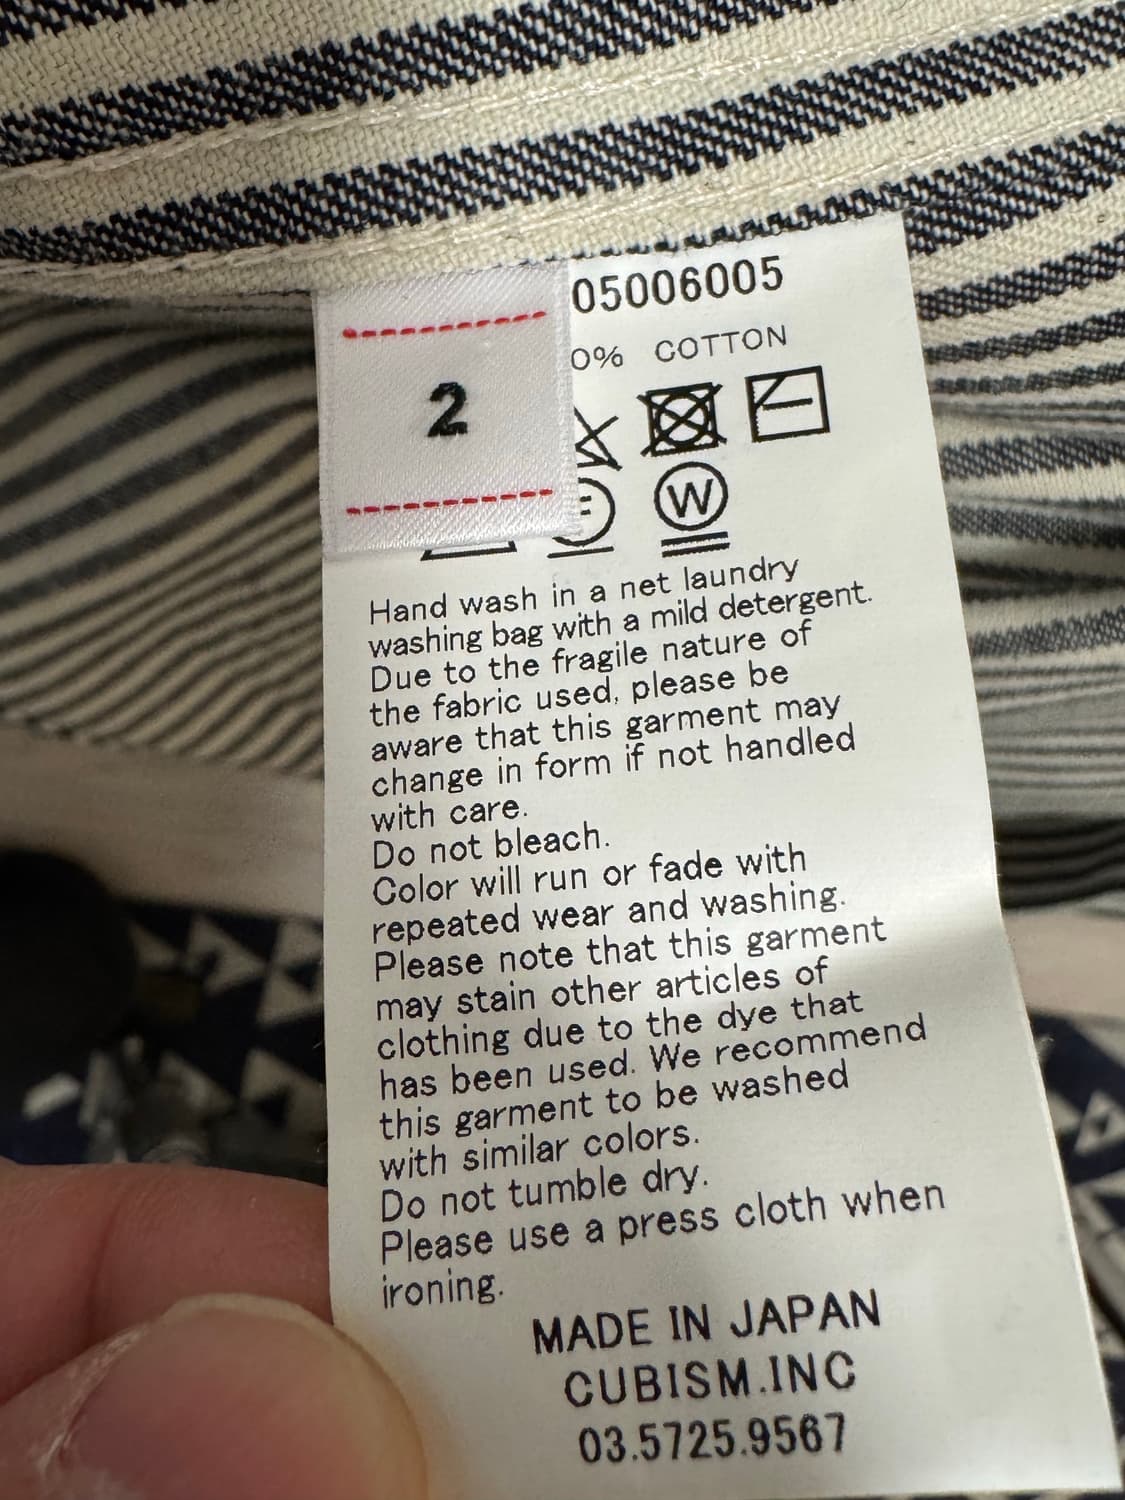 05006005
2
0% COTTON
F
W
Hand wash in a net laundry
washing bag with a mild detergent.
Due to the fragile nature of
the fabric used, please be
aware that this garment may
change in form if not handled
with care.
Do not bleach.
Color will run or fade with
repeated wear and washing.
Please note that this garment
may stain other articles of
clothing due to the dye that
has been used. We recommend
this garment to be washed
with similar colors.
Do not tumble dry.
Please use a press cloth when
ironing.
MADE IN JAPAN
CUBISM.INC
03.5725.9567